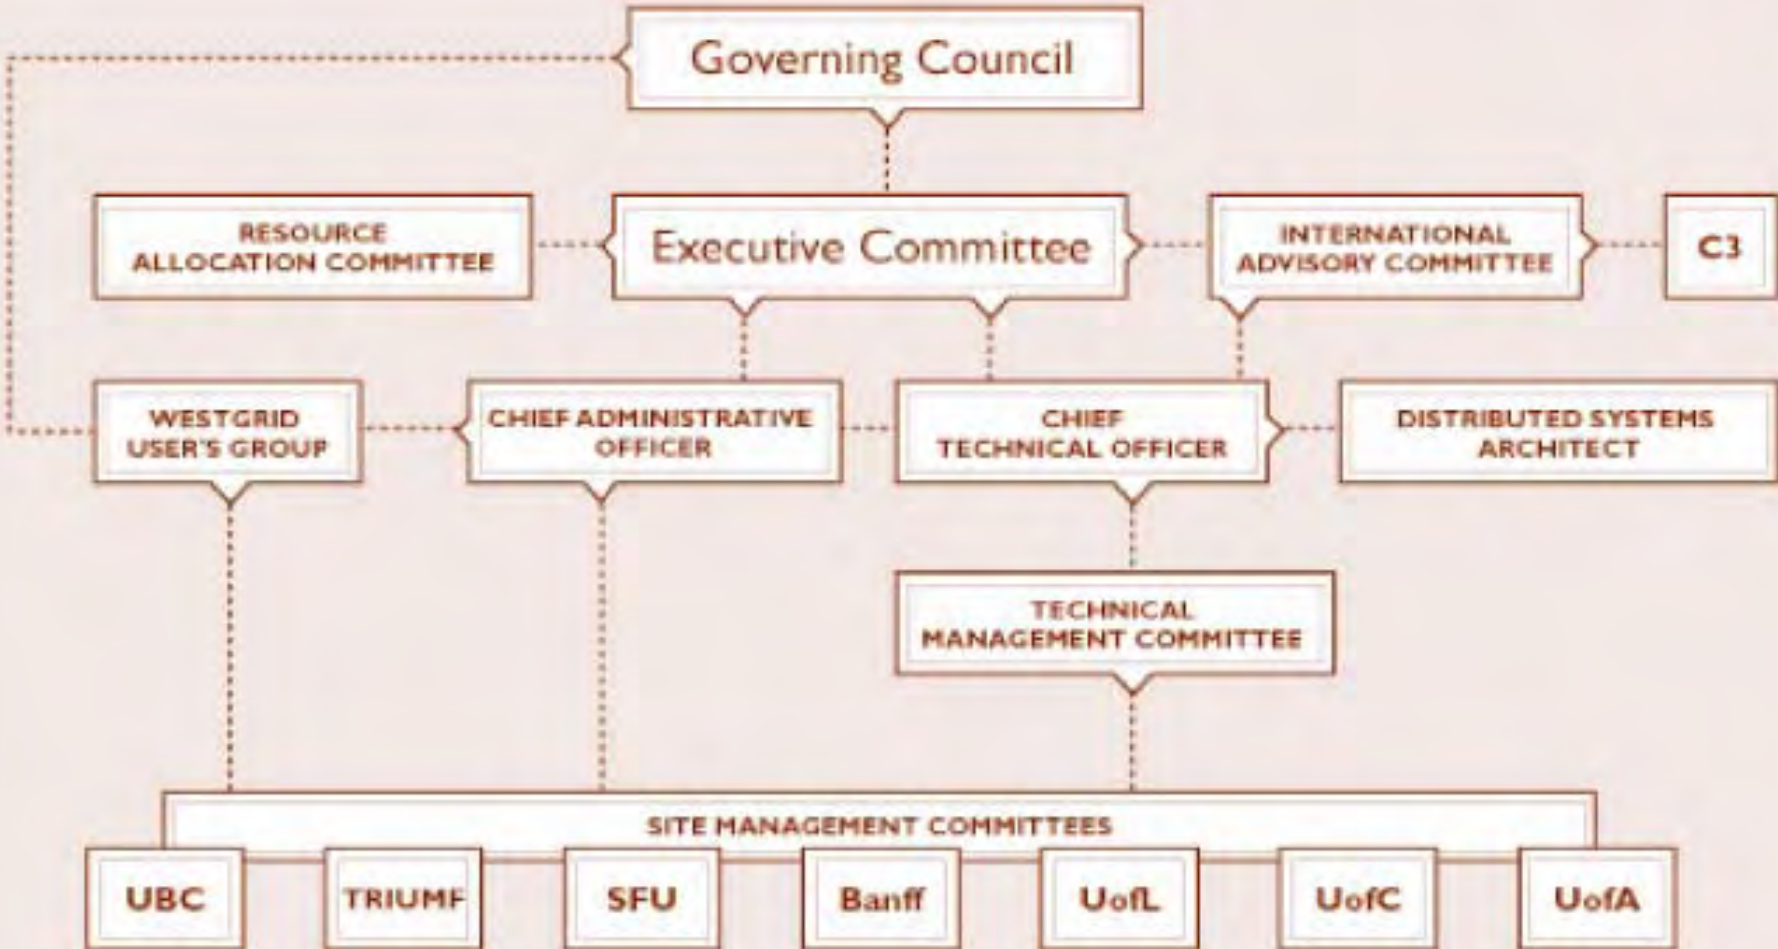 Governing Council
RESOURCE
ALLOCATION COMMITTEE
Executive Committee
INTERNATIONAL
ADVISORY COMMITTEE
C3
WESTGRID
USER'S GROUP
CHIEF ADMINISTRATIVE
OFFICER
CHIEF
TECHNICAL OFFICER
DISTRIBUTED SYSTEMS
ARCHITECT
TECHNICAL
MANAGEMENT COMMITTEE
SITE MANAGEMENT COMMITTEES
UBC
TRIUMF
SFU
Banff
UofL
UofC
UofA